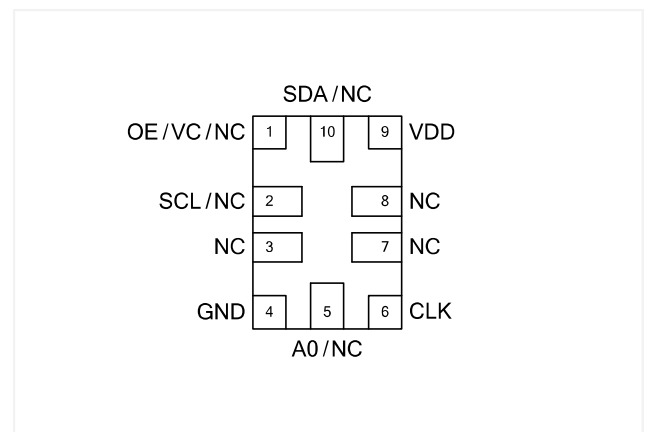 SDA/NC
OE/VC/NC 1 10 9 VDD
SCL/NC 2 8 NC
NC 3 7 NC
GND 4 5 6 CLK
A0/NC